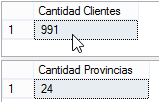 Cantidad Clientes
1 991
Cantidad Provincias
1 24